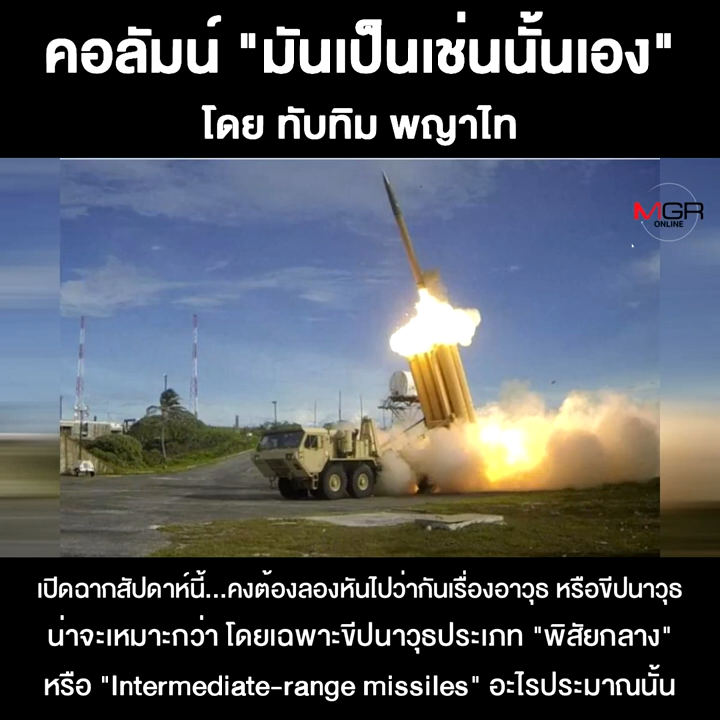 คอลัมน์ "มันเป็นเช่นนั้นเอง"
โดย ทับทิม พญาไท
MGR
ONLINE
เปิดฉากสัปดาห์นี้...คงต้องลองหันไปว่ากันเรื่องอาวุธ หรือขีปนาวุธ
น่าจะเหมาะกว่า โดยเฉพาะขีปนาวุธประเภท "พิสัยกลาง"
หรือ "Intermediate-range missiles" อะไรประมาณนั้น